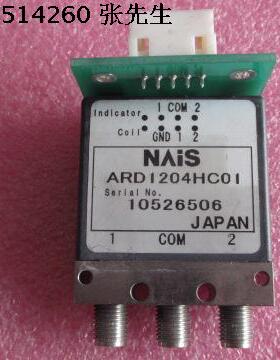 514260 张先生
Indicator 1 COM 2
Coil GND 1 2
NAiS
ARD1204HC01
Serial No.
10526506
JAPAN
1 COM 2